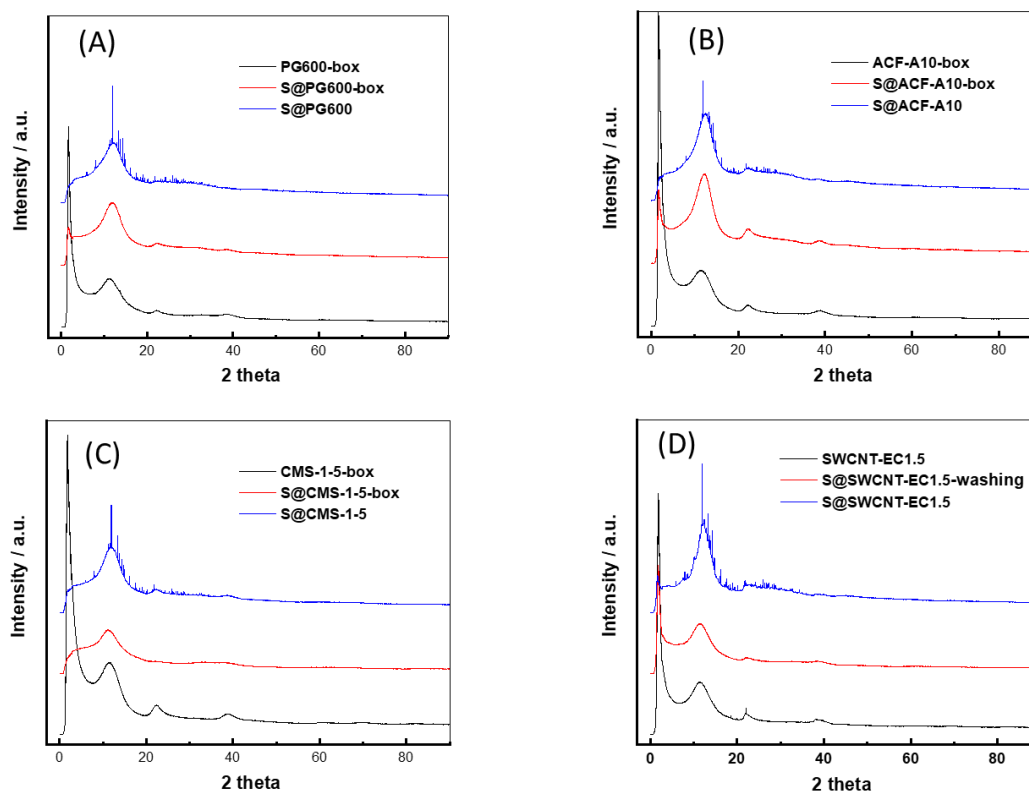 (A)
PG600-box
S@PG600-box
S@PG600
Intensity / a.u.
0 20 40 60 80
2 theta
(B)
ACF-A10-box
S@ACF-A10-box
S@ACF-A10
Intensity / a.u.
0 20 40 60 80
2 theta
(C)
CMS-1-5-box
S@CMS-1-5-box
S@CMS-1-5
Intensity / a.u.
0 20 40 60 80
2 theta
(D)
SWCNT-EC1.5
S@SWCNT-EC1.5-washing
S@SWCNT-EC1.5
Intensity / a.u.
0 20 40 60 80
2 theta